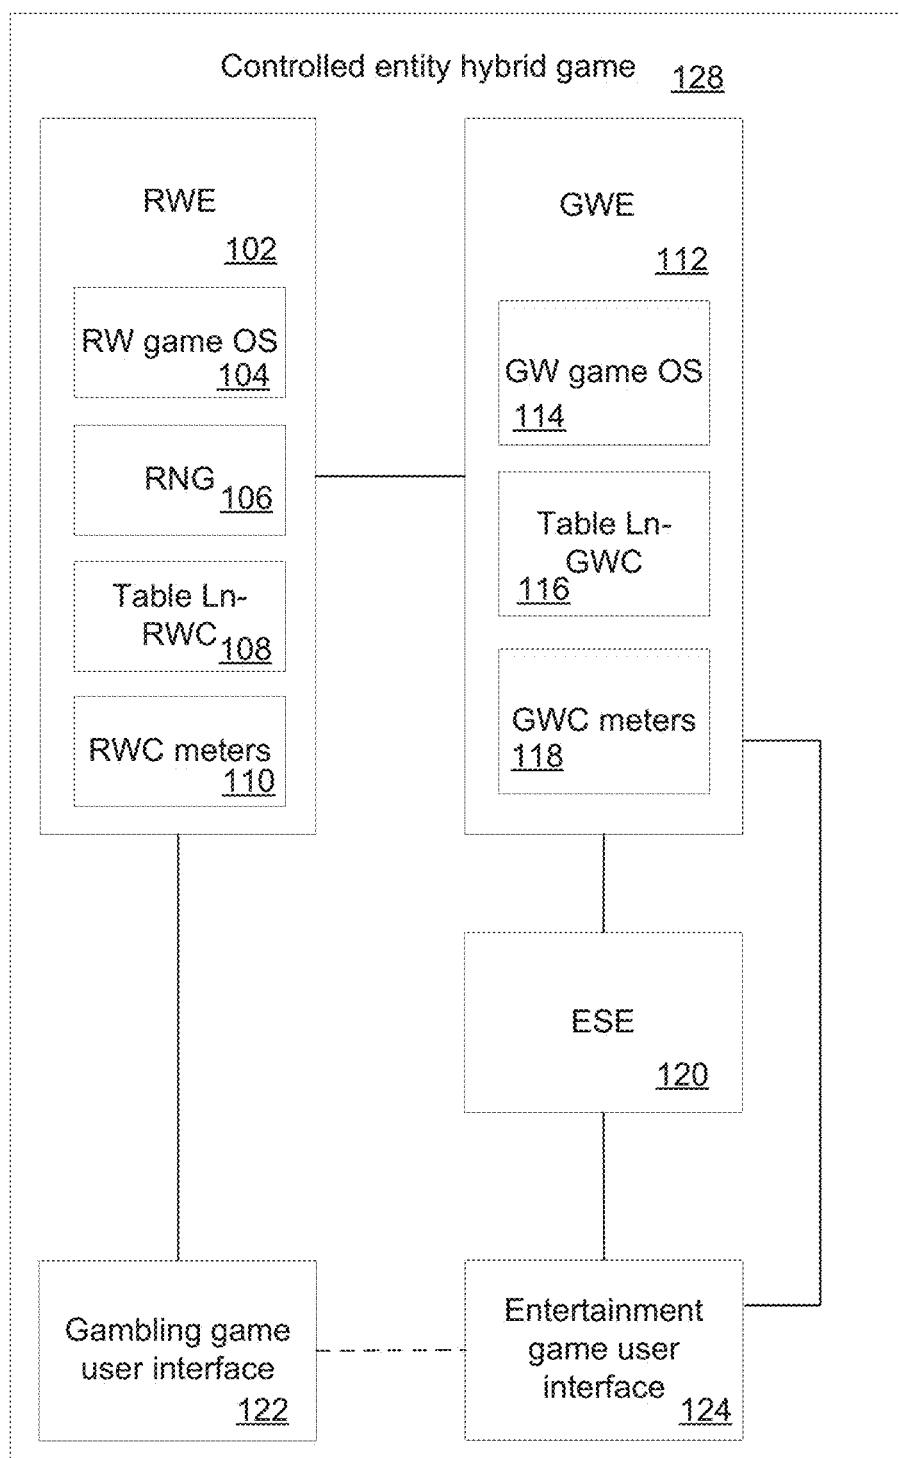 Controlled entity hybrid game 128
RWE
102
RW game OS
104
RNG
106
Table Ln-
RWC
108
RWC meters
110
GWE
112
GW game OS
114
Table Ln-
GWC
116
GWC meters
118
ESE
120
Gambling game
user interface
122
Entertainment
game user
interface
124